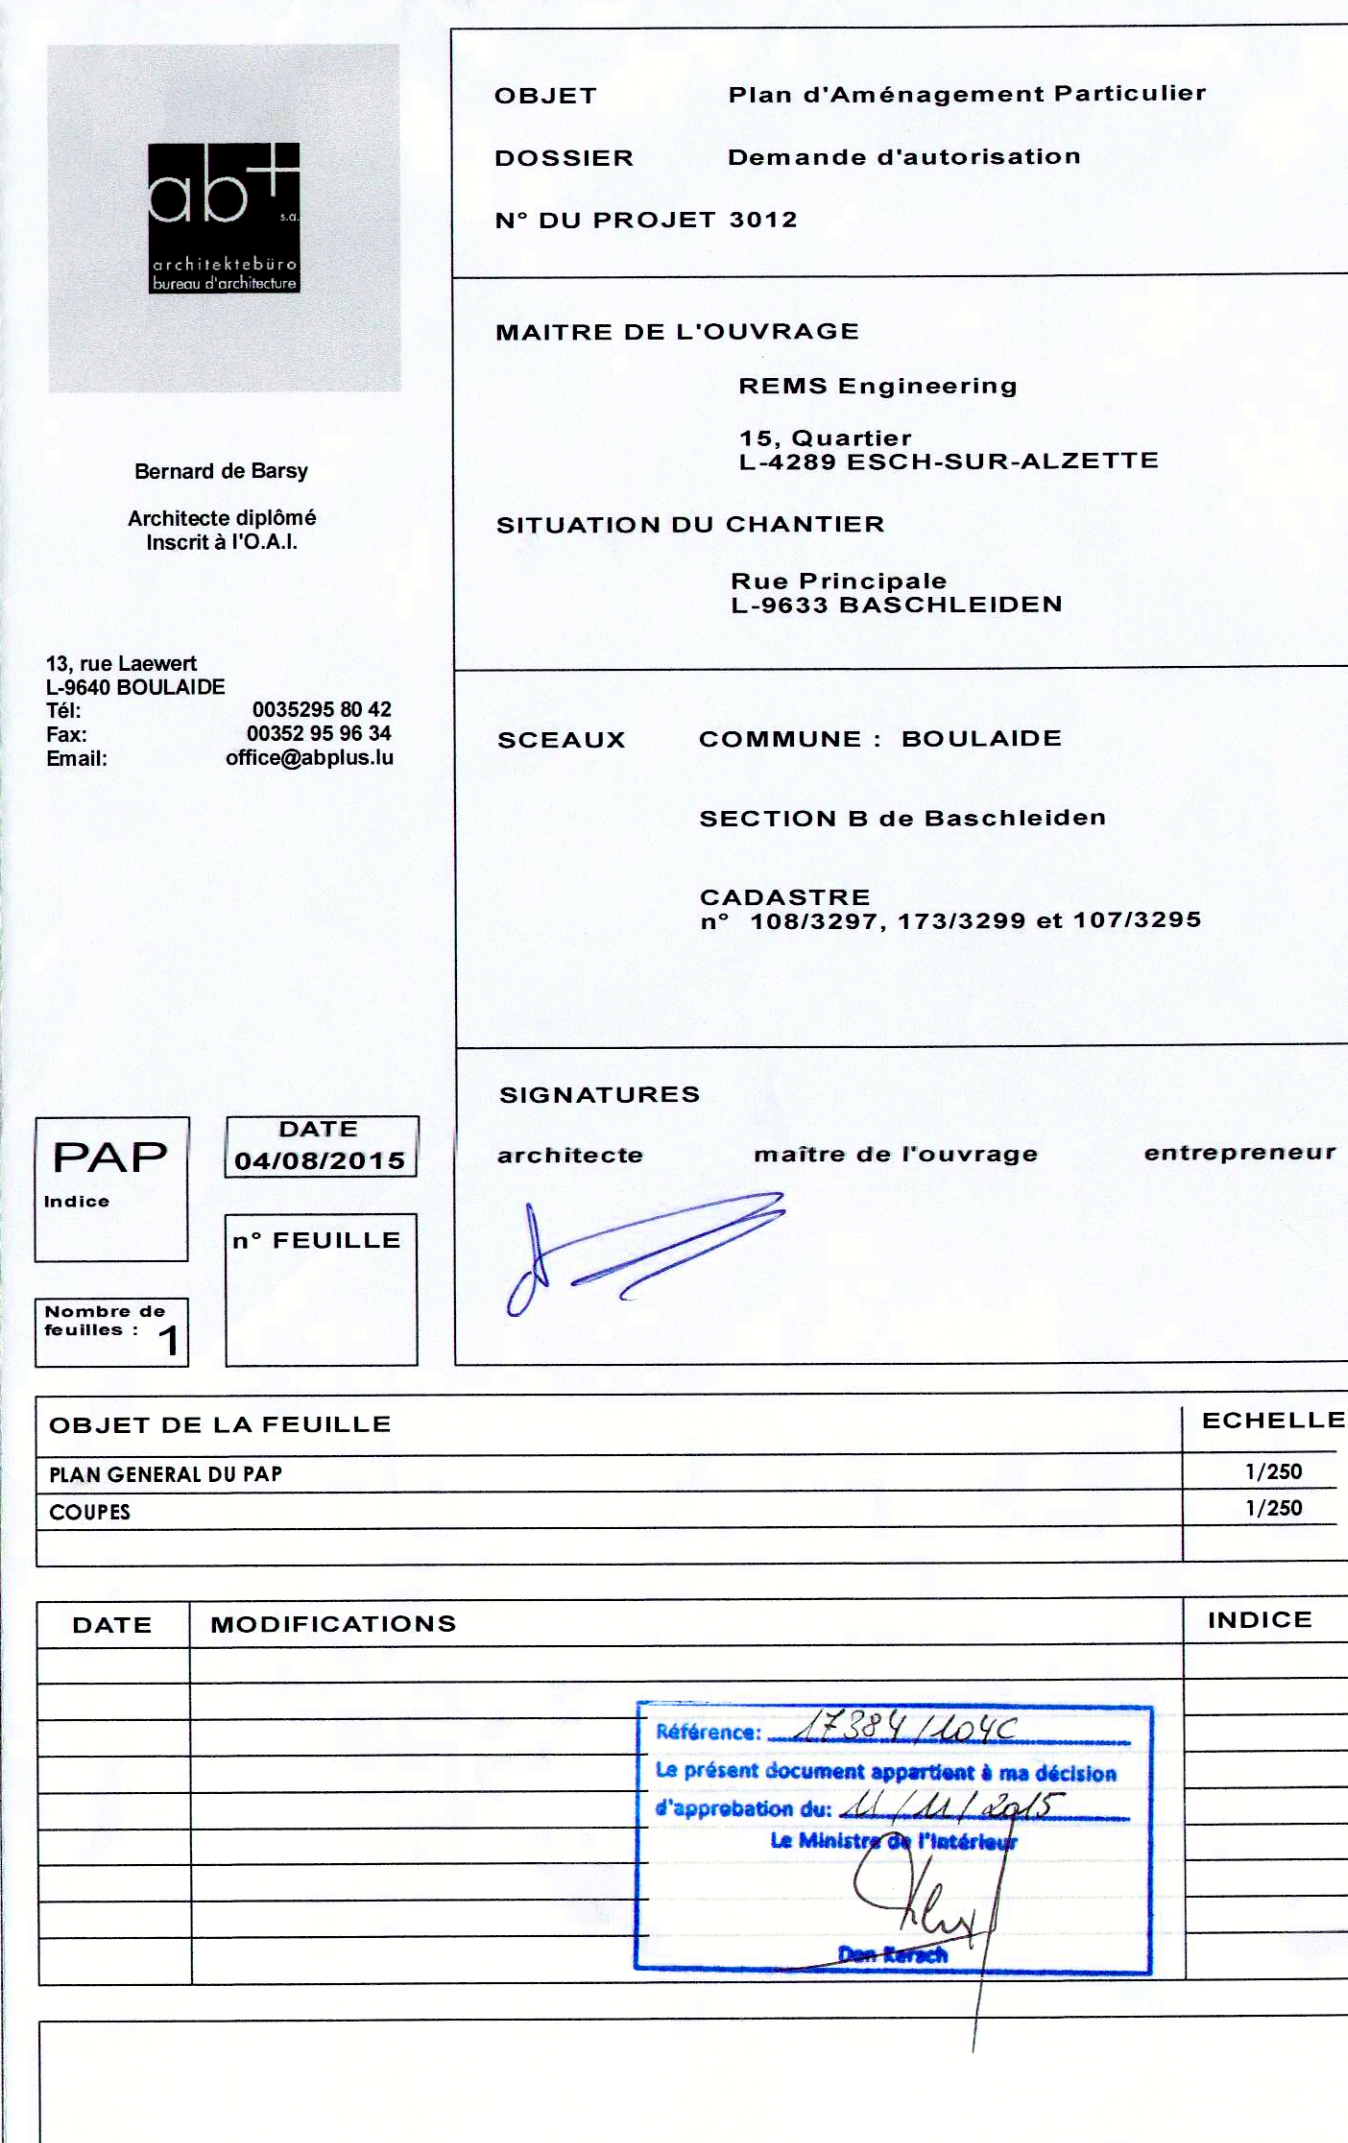 ab+
s.a.
architektebüro
bureau d'architecture
Bernard de Barsy
Architecte diplômé
Inscrit à l'O.A.I.
13, rue Laewert
L-9640 BOULAIDE
Tél: 0035295 80 42
Fax: 00352 95 96 34
Email: office@abplus.lu
OBJET Plan d'Aménagement Particulier
DOSSIER Demande d'autorisation
N° DU PROJET 3012
MAITRE DE L'OUVRAGE
REMS Engineering
15, Quartier
L-4289 ESCH-SUR-ALZETTE
SITUATION DU CHANTIER
Rue Principale
L-9633 BASCHLEIDEN
SCEAUX COMMUNE : BOULAIDE
SECTION B de Baschleiden
CADASTRE
n° 108/3297, 173/3299 et 107/3295
SIGNATURES
architecte maître de l'ouvrage entrepreneur
PAP
Indice
DATE
04/08/2015
n° FEUILLE
Nombre de
feuilles : 1
OBJET DE LA FEUILLE ECHELLE
PLAN GENERAL DU PAP 1/250
COUPES 1/250
DATE MODIFICATIONS INDICE
Référence: 17384/104C
Le présent document appartient à ma décision
d'approbation du: 11/11/2015
Le Ministre de l'Intérieur
Dan Kersch